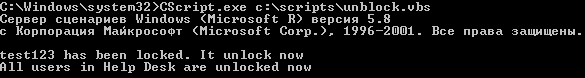 C:\Windows\system32>CScript.exe c:\scripts\unblock.vbs
Сервер сценариев Windows (Microsoft R) версия 5.8
с Корпорация Майкрософт (Microsoft Corp.), 1996-2001. Все права защищены.
test123 has been locked. It unlock now
All users in Help Desk are unlocked now